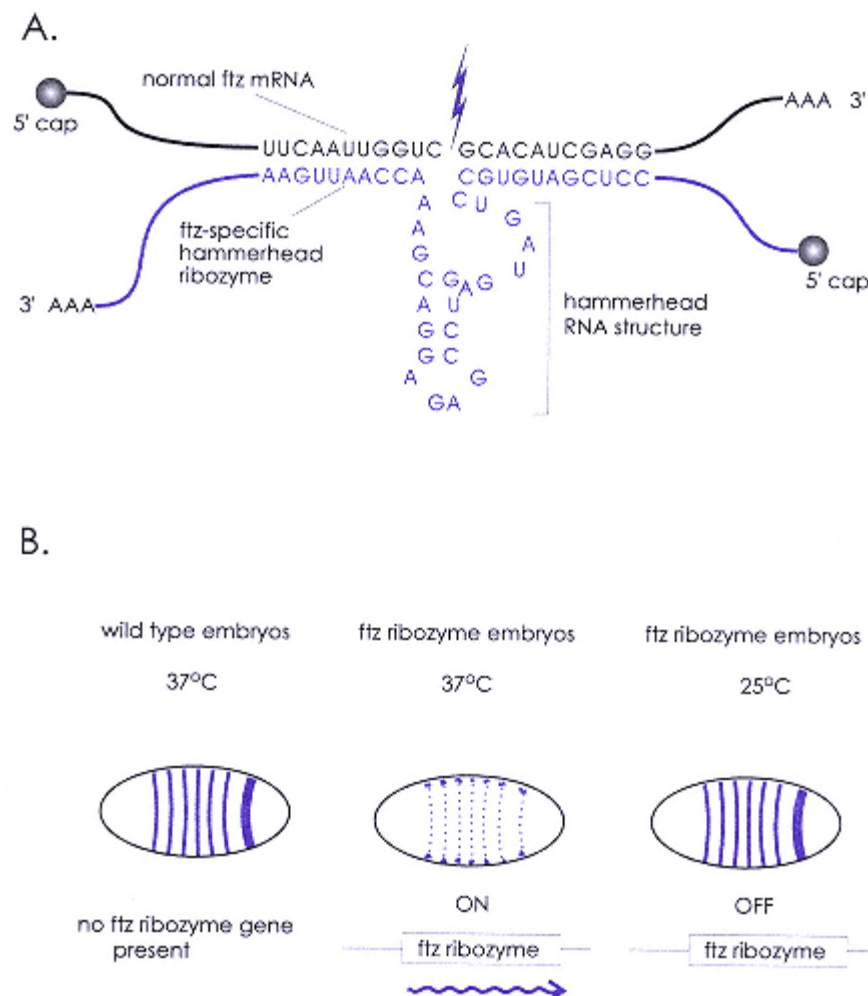 A.
normal ftz mRNA
5' cap
AAA 3'
UUCAAUUGGUC GCACAUCGAGG
AAGUUAACCA CGUGUAGCUCC
A C U
A G
G A
A U
C G A G
A U
G C
G C
A G
G A
ftz-specific
hammerhead
ribozyme
3' AAA
5' cap
hammerhead
RNA structure
B.
wild type embryos
37°C
no ftz ribozyme gene
present
ftz ribozyme embryos
37°C
ON
ftz ribozyme
ftz ribozyme embryos
25°C
OFF
ftz ribozyme